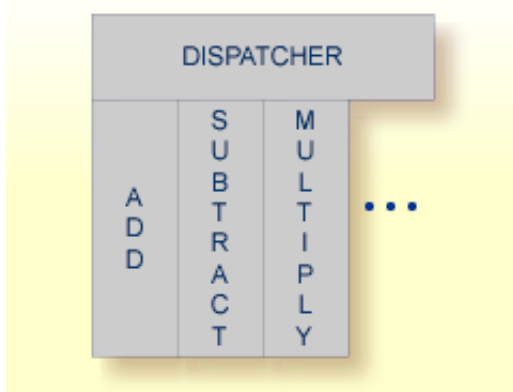 DISPATCHER
ADD
SUBTRACT
MULTIPLY
...